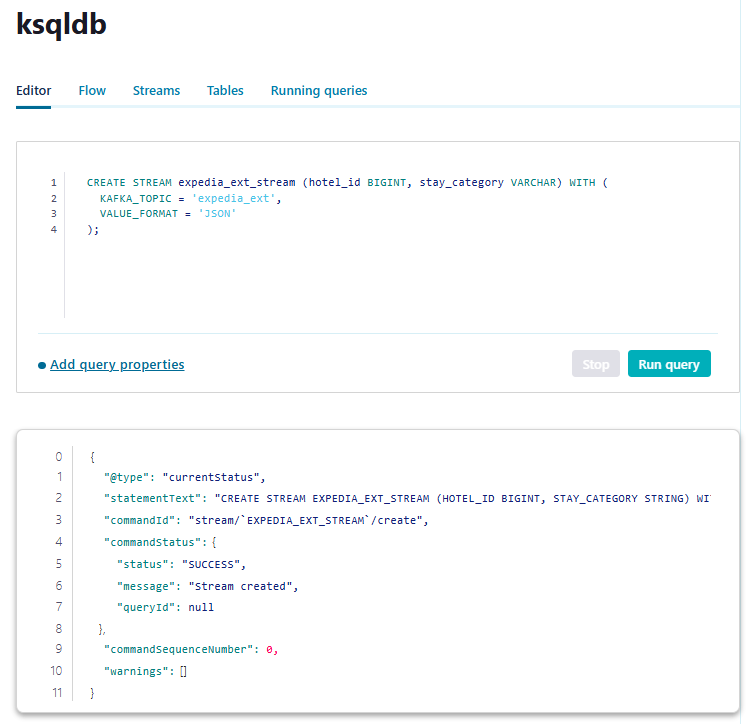 ksqldb
Editor Flow Streams Tables Running queries
1 CREATE STREAM expedia_ext_stream (hotel_id BIGINT, stay_category VARCHAR) WITH (
2 KAFKA_TOPIC = 'expedia_ext',
3 VALUE_FORMAT = 'JSON'
4 );
Add query properties Stop Run query
0 {
1 "@type": "currentStatus",
2 "statementText": "CREATE STREAM EXPEDIA_EXT_STREAM (HOTEL_ID BIGINT, STAY_CATEGORY STRING) WI
3 "commandId": "stream/`EXPEDIA_EXT_STREAM`/create",
4 "commandStatus": {
5 "status": "SUCCESS",
6 "message": "Stream created",
7 "queryId": null
8 },
9 "commandSequenceNumber": 0,
10 "warnings": []
11 }